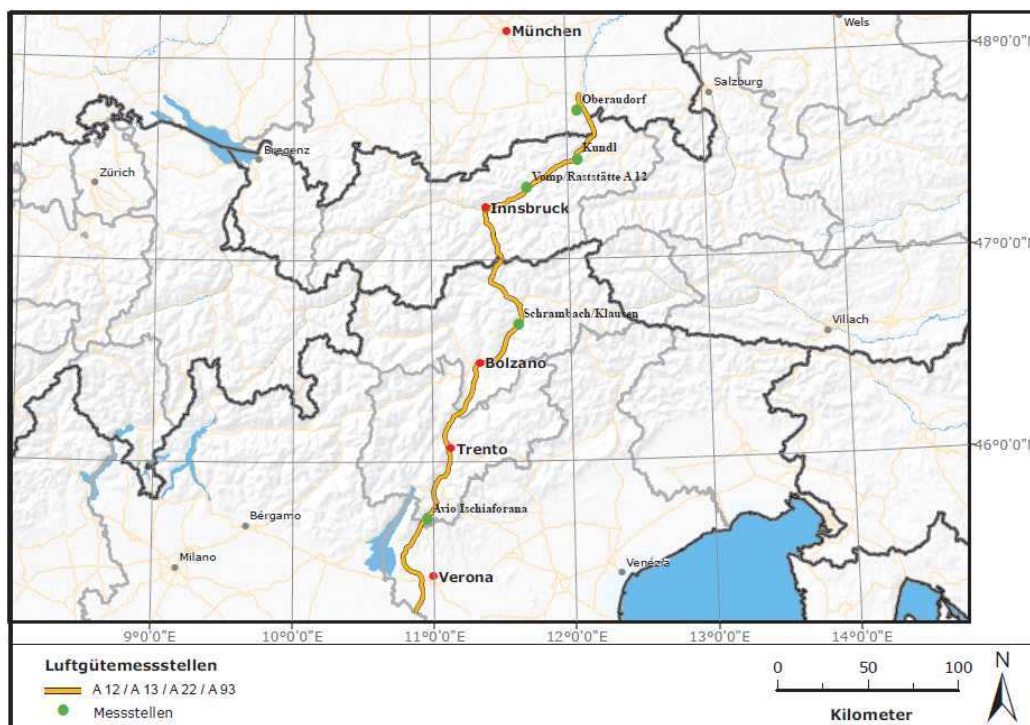 Wels
München
48°0'0"N
Salzburg
Oberaudorf
Kundl
Bregenz
Zürich
Vomp/Raststätte A 12
Innsbruck
47°0'0"N
Schrambach/Klausen
Villach
Bolzano
46°0'0"N
Trento
Avio Ischiaforana
Bérgamo
Milano
Venézia
Verona
9°0'0"E
10°0'0"E
11°0'0"E
12°0'0"E
13°0'0"E
14°0'0"E
Luftgütemessstellen
A 12 / A 13 / A 22 / A 93
Messstellen
0 50 100
Kilometer
N